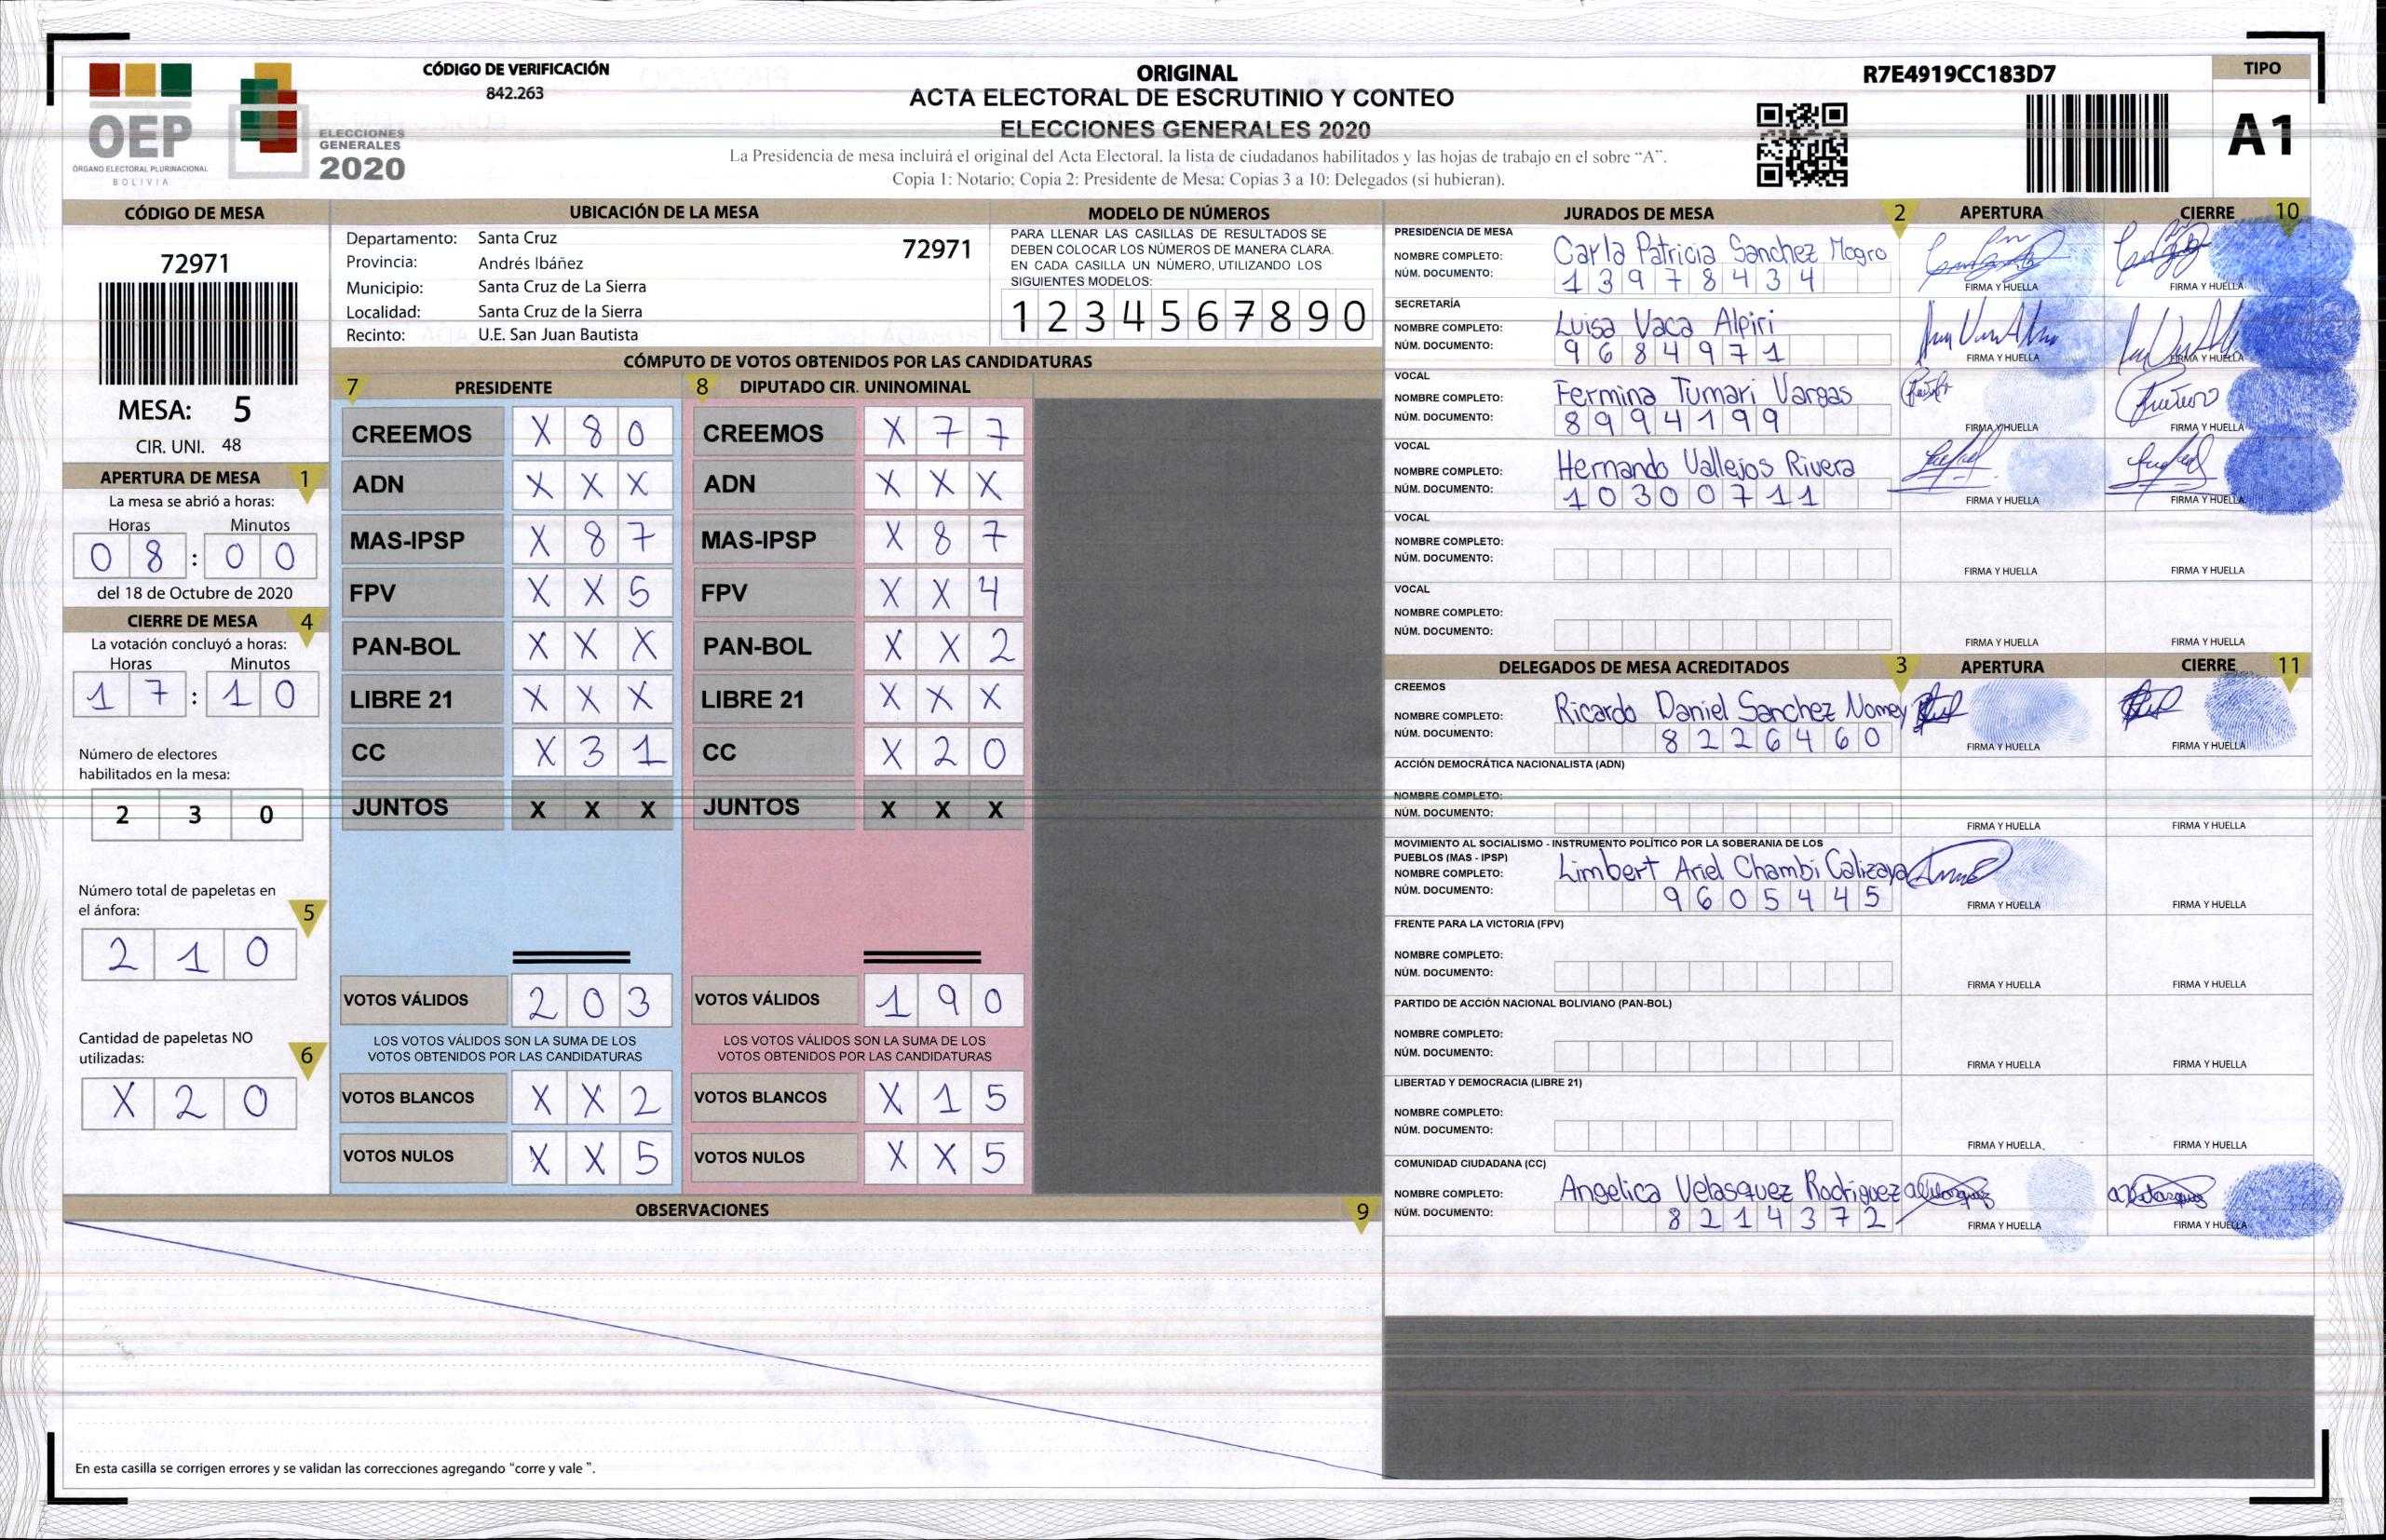 OEP
ÓRGANO ELECTORAL PLURINACIONAL
BOLIVIA
ELECCIONES
GENERALES
2020
CÓDIGO DE VERIFICACIÓN
842.263
ORIGINAL
ACTA ELECTORAL DE ESCRUTINIO Y CONTEO
ELECCIONES GENERALES 2020
La Presidencia de mesa incluirá el original del Acta Electoral, la lista de ciudadanos habilitados y las hojas de trabajo en el sobre “A”.
Copia 1: Notario; Copia 2: Presidente de Mesa; Copias 3 a 10: Delegados (si hubieran).
R7E4919CC183D7
TIPO
A1
CÓDIGO DE MESA
72971
MESA: 5
CIR. UNI. 48
APERTURA DE MESA 1
La mesa se abrió a horas:
Horas Minutos
0 8 : 0 0
del 18 de Octubre de 2020
CIERRE DE MESA 4
La votación concluyó a horas:
Horas Minutos
1 7 : 1 0
Número de electores
habilitados en la mesa:
2 3 0
Número total de papeletas en
el ánfora: 5
2 1 0
Cantidad de papeletas NO
utilizadas: 6
X 2 0
UBICACIÓN DE LA MESA
Departamento: Santa Cruz 72971
Provincia: Andrés Ibáñez
Municipio: Santa Cruz de La Sierra
Localidad: Santa Cruz de la Sierra
Recinto: U.E. San Juan Bautista
MODELO DE NÚMEROS
PARA LLENAR LAS CASILLAS DE RESULTADOS SE
DEBEN COLOCAR LOS NÚMEROS DE MANERA CLARA.
EN CADA CASILLA UN NÚMERO, UTILIZANDO LOS
SIGUIENTES MODELOS:
1 2 3 4 5 6 7 8 9 0
CÓMPUTO DE VOTOS OBTENIDOS POR LAS CANDIDATURAS
7 PRESIDENTE 8 DIPUTADO CIR. UNINOMINAL
CREEMOS X 8 0 CREEMOS X 7 7
ADN X X X ADN X X X
MAS-IPSP X 8 7 MAS-IPSP X 8 7
FPV X X 5 FPV X X 4
PAN-BOL X X X PAN-BOL X X 2
LIBRE 21 X X X LIBRE 21 X X X
CC X 3 1 CC X 2 0
JUNTOS X X X JUNTOS X X X
VOTOS VÁLIDOS 2 0 3 VOTOS VÁLIDOS 1 9 0
LOS VOTOS VÁLIDOS SON LA SUMA DE LOS LOS VOTOS VÁLIDOS SON LA SUMA DE LOS
VOTOS OBTENIDOS POR LAS CANDIDATURAS VOTOS OBTENIDOS POR LAS CANDIDATURAS
VOTOS BLANCOS X X 2 VOTOS BLANCOS X 1 5
VOTOS NULOS X X 5 VOTOS NULOS X X 5
OBSERVACIONES 9
En esta casilla se corrigen errores y se validan las correcciones agregando “corre y vale ”.
JURADOS DE MESA 2 APERTURA CIERRE 10
PRESIDENCIA DE MESA
NOMBRE COMPLETO: Carla Patricia Sanchez Mogro
NÚM. DOCUMENTO: 1 3 9 7 8 4 3 4 FIRMA Y HUELLA FIRMA Y HUELLA
SECRETARÍA
NOMBRE COMPLETO: Luisa Vaca Alpiri
NÚM. DOCUMENTO: 9 6 8 4 9 7 1 FIRMA Y HUELLA FIRMA Y HUELLA
VOCAL
NOMBRE COMPLETO: Fermina Tumari Vargas
NÚM. DOCUMENTO: 8 9 9 4 1 9 9 FIRMA Y HUELLA FIRMA Y HUELLA
VOCAL
NOMBRE COMPLETO: Hernando Vallejos Rivera
NÚM. DOCUMENTO: 1 0 3 0 0 7 1 1 FIRMA Y HUELLA FIRMA Y HUELLA
VOCAL
NOMBRE COMPLETO:
NÚM. DOCUMENTO: FIRMA Y HUELLA FIRMA Y HUELLA
VOCAL
NOMBRE COMPLETO:
NÚM. DOCUMENTO: FIRMA Y HUELLA FIRMA Y HUELLA
DELEGADOS DE MESA ACREDITADOS 3 APERTURA CIERRE 11
CREEMOS
NOMBRE COMPLETO: Ricardo Daniel Sanchez Nomey
NÚM. DOCUMENTO: 8 2 2 6 4 6 0 FIRMA Y HUELLA FIRMA Y HUELLA
ACCIÓN DEMOCRÁTICA NACIONALISTA (ADN)
NOMBRE COMPLETO:
NÚM. DOCUMENTO: FIRMA Y HUELLA FIRMA Y HUELLA
MOVIMIENTO AL SOCIALISMO - INSTRUMENTO POLÍTICO POR LA SOBERANIA DE LOS
PUEBLOS (MAS - IPSP)
NOMBRE COMPLETO: Limbert Ariel Chambi Calizaya
NÚM. DOCUMENTO: 9 6 0 5 4 4 5 FIRMA Y HUELLA FIRMA Y HUELLA
FRENTE PARA LA VICTORIA (FPV)
NOMBRE COMPLETO:
NÚM. DOCUMENTO: FIRMA Y HUELLA FIRMA Y HUELLA
PARTIDO DE ACCIÓN NACIONAL BOLIVIANO (PAN-BOL)
NOMBRE COMPLETO:
NÚM. DOCUMENTO: FIRMA Y HUELLA FIRMA Y HUELLA
LIBERTAD Y DEMOCRACIA (LIBRE 21)
NOMBRE COMPLETO:
NÚM. DOCUMENTO: FIRMA Y HUELLA FIRMA Y HUELLA
COMUNIDAD CIUDADANA (CC)
NOMBRE COMPLETO: Angelica Velasquez Rodriguez
NÚM. DOCUMENTO: 8 2 1 4 3 7 2 FIRMA Y HUELLA FIRMA Y HUELLA